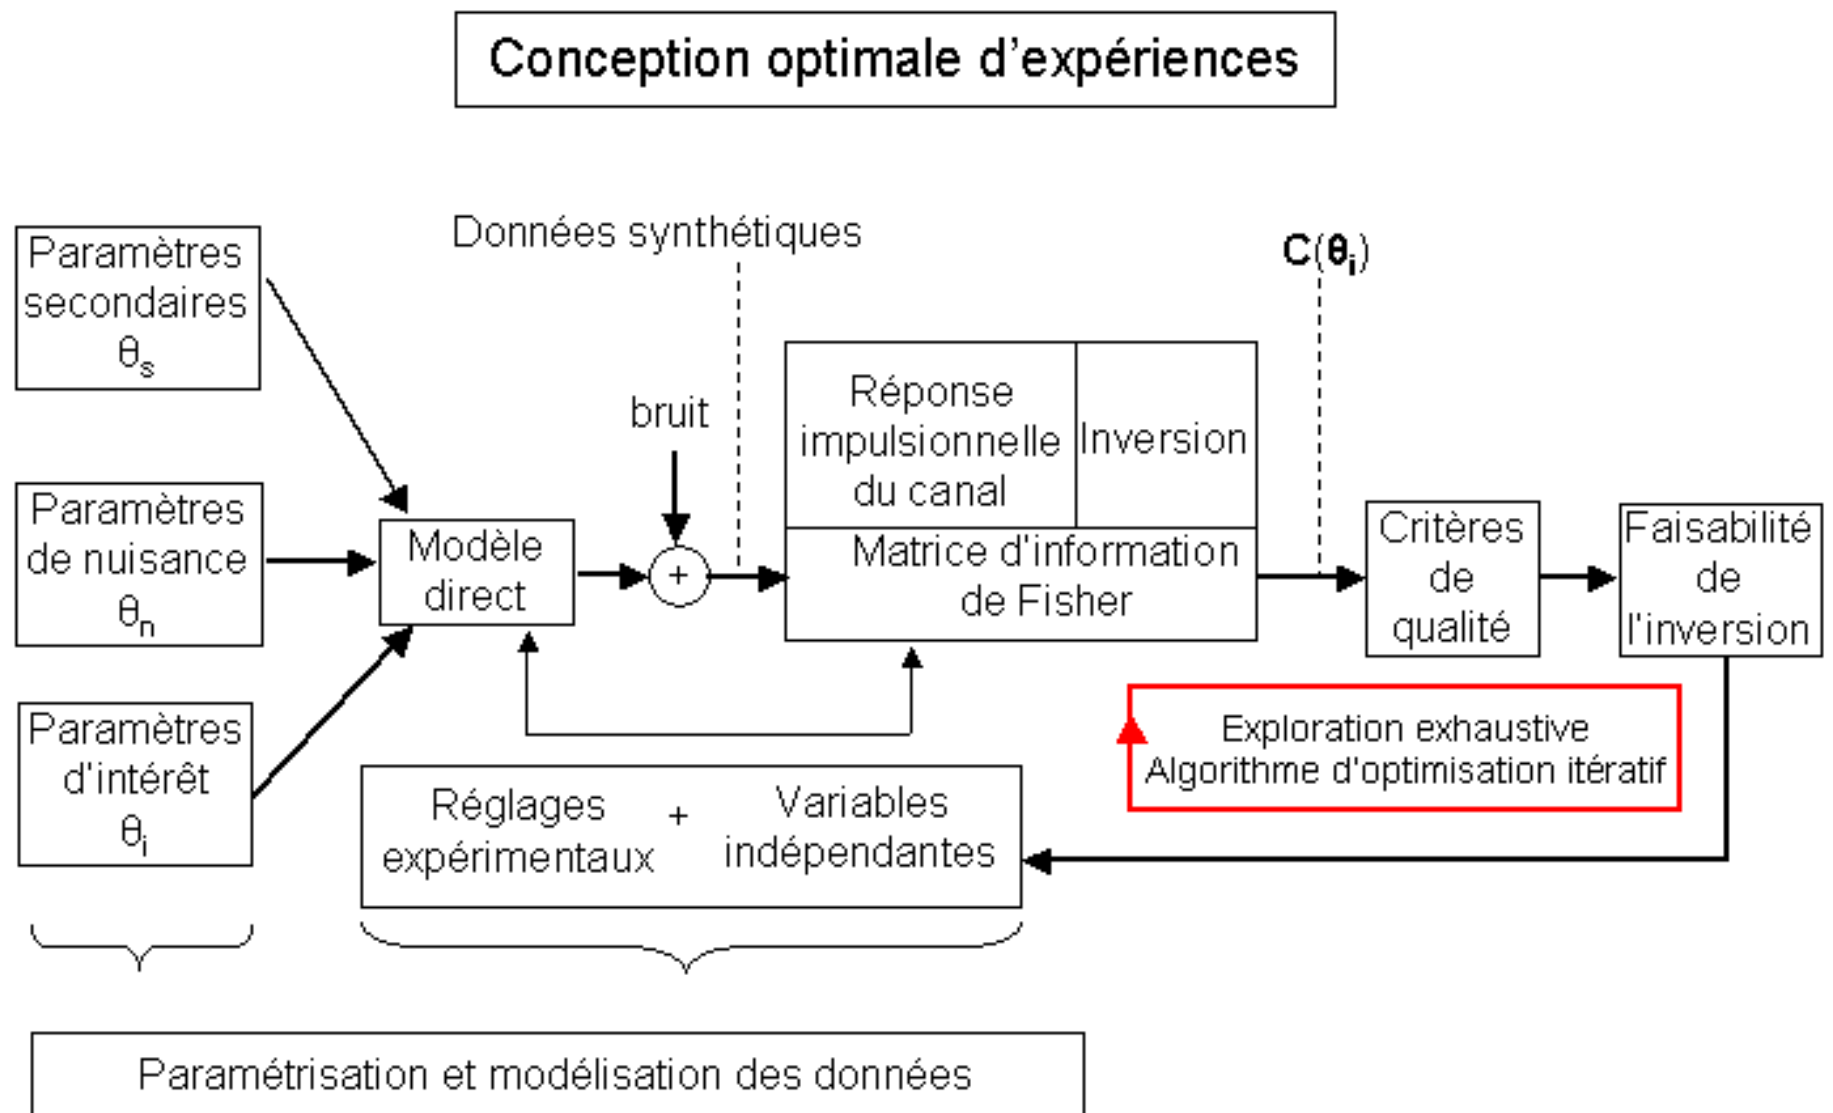 Conception optimale d'expériences
Données synthétiques
C(θi)
Paramètres
secondaires
θs
bruit
Réponse
impulsionnelle
du canal
Inversion
Paramètres
de nuisance
θn
Modèle
direct
+
Matrice d'information
de Fisher
Critères
de
qualité
Faisabilité
de
l'inversion
Paramètres
d'intérêt
θi
Exploration exhaustive
Algorithme d'optimisation itératif
Réglages
expérimentaux
+
Variables
indépendantes
Paramétrisation et modélisation des données